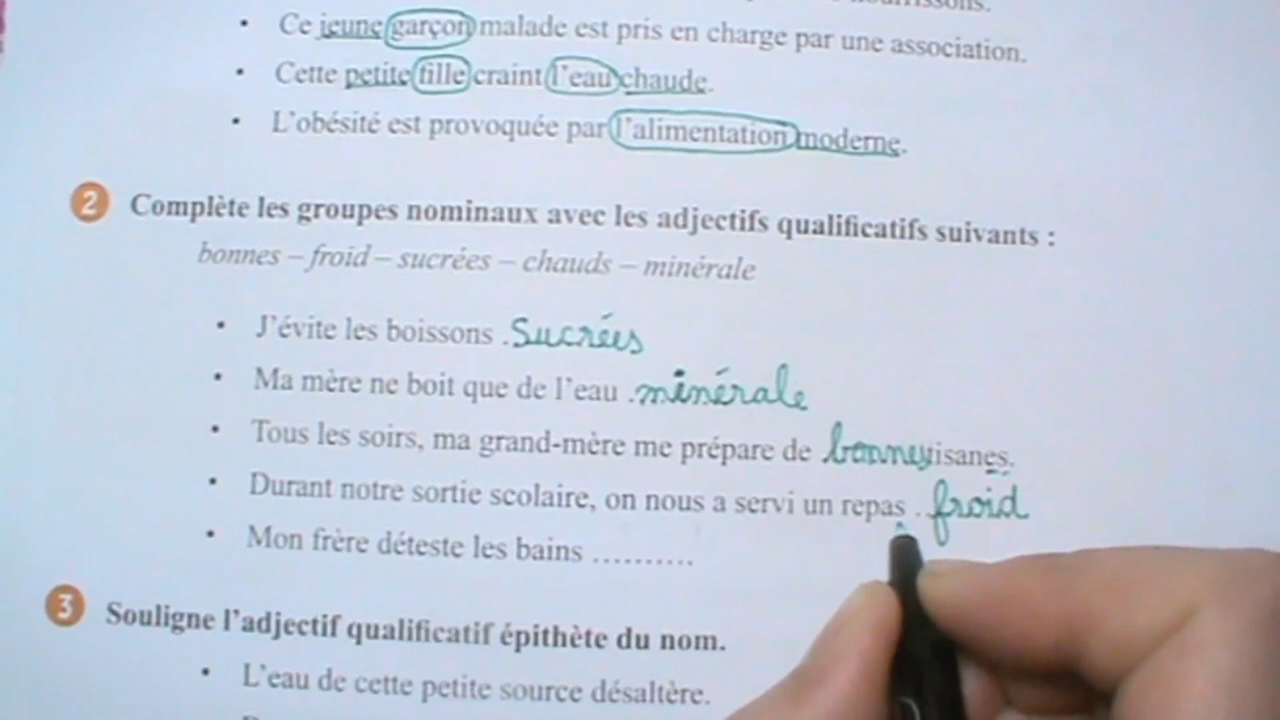 • Ce jeune garçon malade est pris en charge par une association.
• Cette petite fille craint l'eau chaude.
• L'obésité est provoquée par l'alimentation moderne.
2 Complète les groupes nominaux avec les adjectifs qualificatifs suivants :
bonnes – froid – sucrées – chauds – minérale
• J'évite les boissons .sucrées
• Ma mère ne boit que de l'eau .minérale
• Tous les soirs, ma grand-mère me prépare de bonnes tisanes.
• Durant notre sortie scolaire, on nous a servi un repas ..froid
• Mon frère déteste les bains ..........
3 Souligne l'adjectif qualificatif épithète du nom.
• L'eau de cette petite source désaltère.